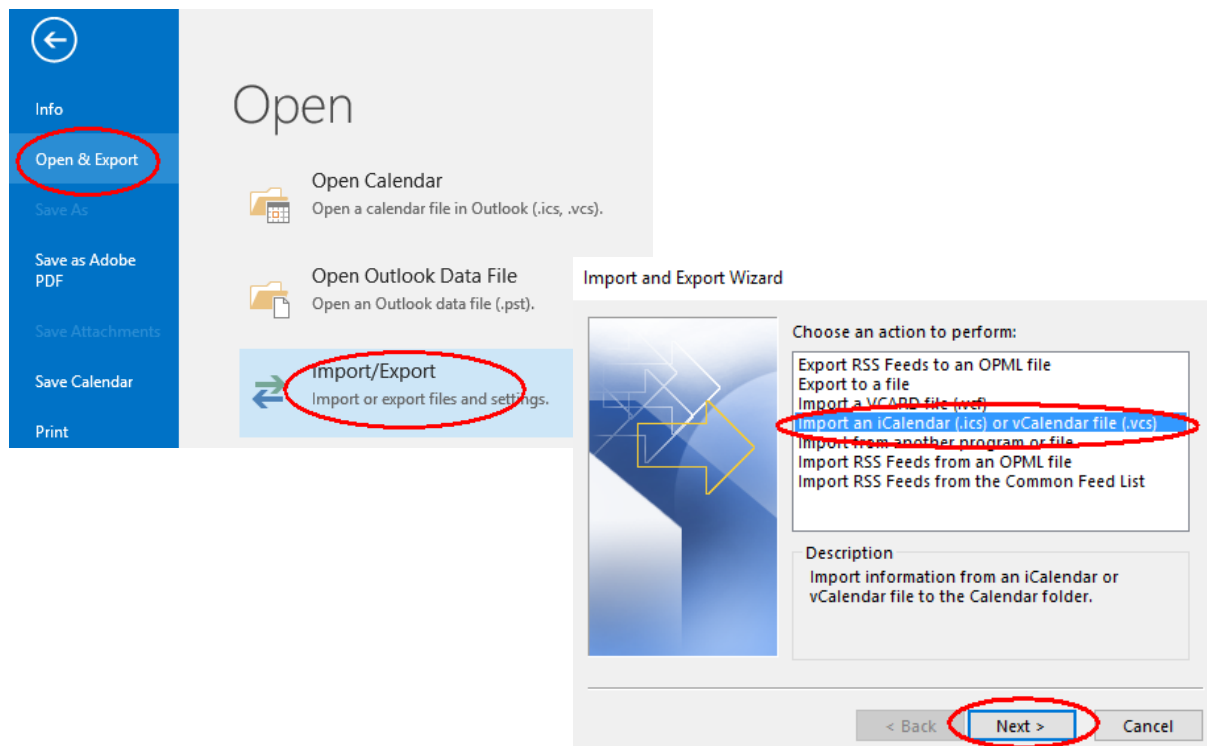 Info
Open & Export
Save As
Save as Adobe
PDF
Save Attachments
Save Calendar
Print
Open
Open Calendar
Open a calendar file in Outlook (.ics, .vcs).
Open Outlook Data File
Open an Outlook data file (.pst).
Import/Export
Import or export files and settings.
Import and Export Wizard
Choose an action to perform:
Export RSS Feeds to an OPML file
Export to a file
Import a VCARD file (.vcf)
Import an iCalendar (.ics) or vCalendar file (.vcs)
Import from another program or file
Import RSS Feeds from an OPML file
Import RSS Feeds from the Common Feed List
Description
Import information from an iCalendar or
vCalendar file to the Calendar folder.
< Back
Next >
Cancel